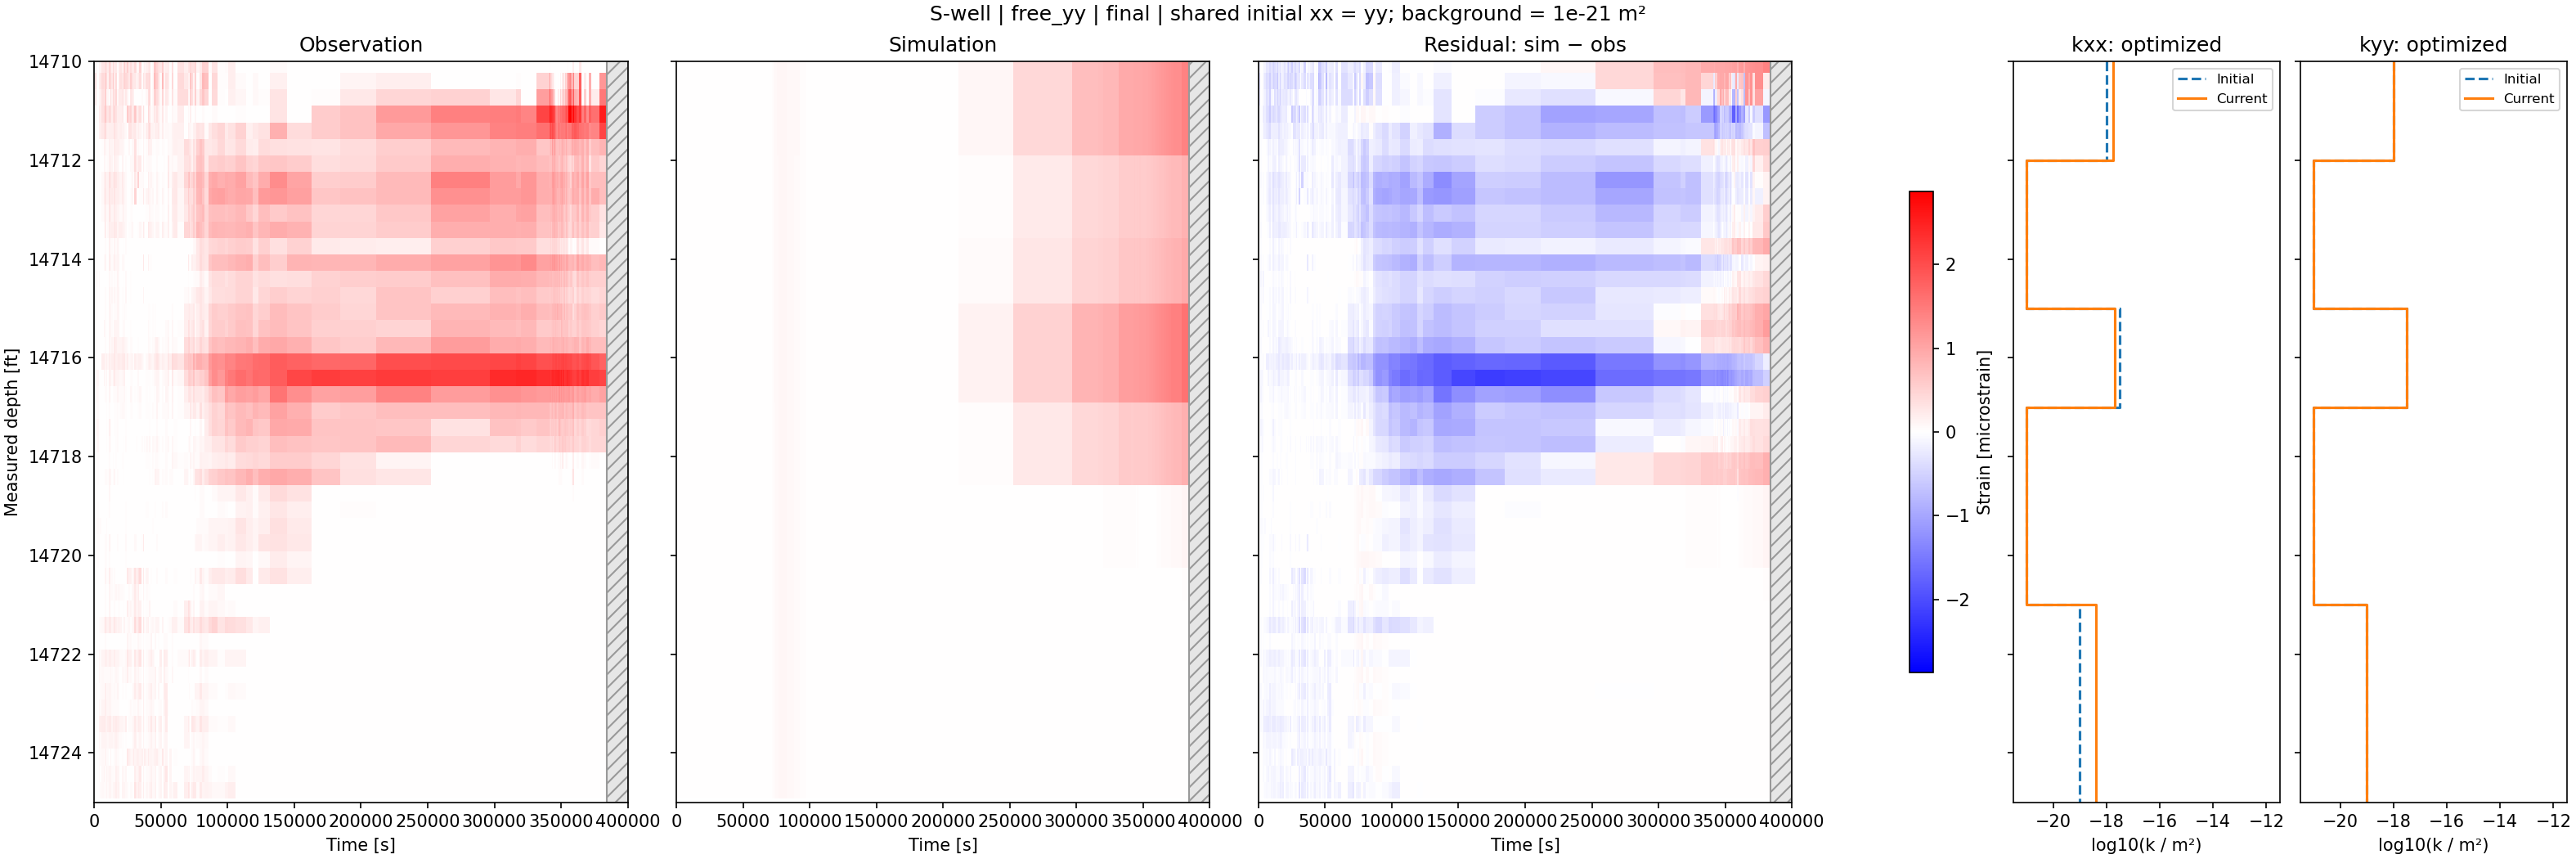 S-well | free_yy | final | shared initial xx = yy; background = 1e-21 m²
Observation
Simulation
Residual: sim − obs
kxx: optimized
kyy: optimized
Measured depth [ft]
14710
14712
14714
14716
14718
14720
14722
14724
0 50000 100000 150000 200000 250000 300000 350000 400000
Time [s]
0 50000 100000 150000 200000 250000 300000 350000 400000
Time [s]
0 50000 100000 150000 200000 250000 300000 350000 400000
Time [s]
2
1
0
−1
−2
Strain [microstrain]
Initial
Current
−20 −18 −16 −14 −12
log10(k / m²)
Initial
Current
−20 −18 −16 −14 −12
log10(k / m²)